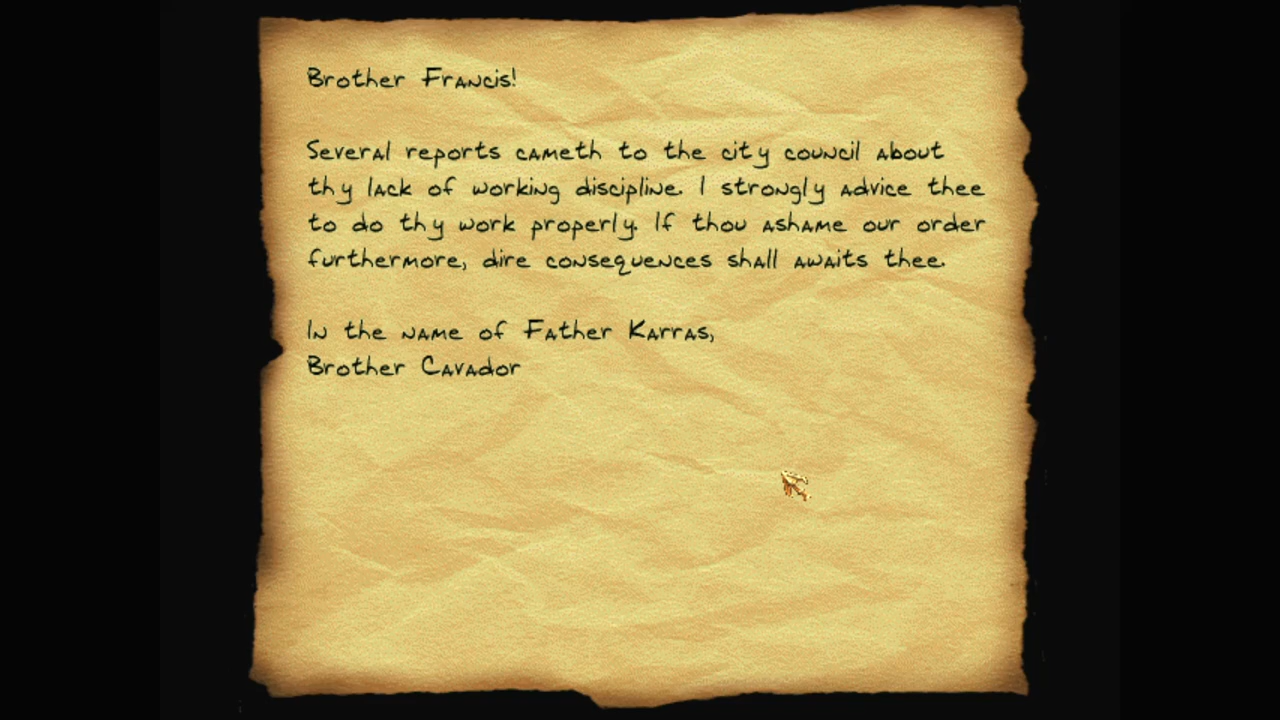 Brother Francis!
Several reports cameth to the city council about
thy lack of working discipline. I strongly advice thee
to do thy work properly. If thou ashame our order
furthermore, dire consequences shall awaits thee.
In the name of Father Karras,
Brother Cavador